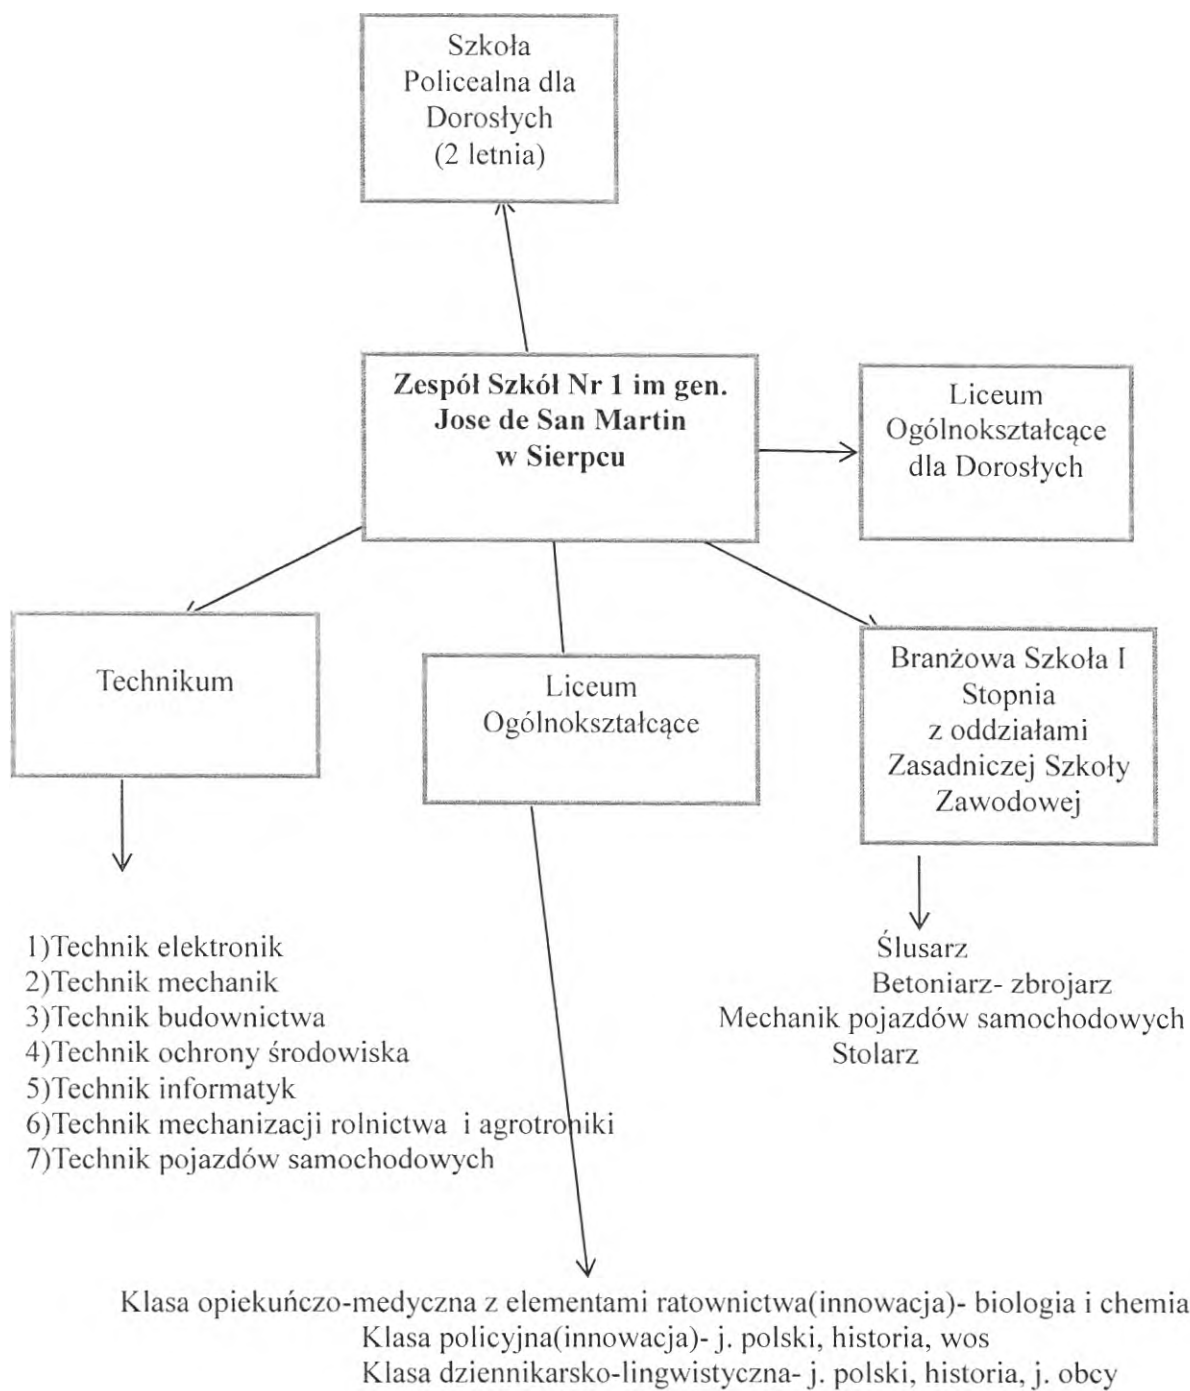 Szkoła
Policealna dla
Dorosłych
(2 letnia)
Zespół Szkół Nr 1 im gen.
Jose de San Martin
w Sierpcu
Liceum
Ogólnokształcące
dla Dorosłych
Technikum
Liceum
Ogólnokształcące
Branżowa Szkoła I
Stopnia
z oddziałami
Zasadniczej Szkoły
Zawodowej
1)Technik elektronik
2)Technik mechanik
3)Technik budownictwa
4)Technik ochrony środowiska
5)Technik informatyk
6)Technik mechanizacji rolnictwa i agrotroniki
7)Technik pojazdów samochodowych
Ślusarz
Betoniarz- zbrojarz
Mechanik pojazdów samochodowych
Stolarz
Klasa opiekuńczo-medyczna z elementami ratownictwa(innowacja)- biologia i chemia
Klasa policyjna(innowacja)- j. polski, historia, wos
Klasa dziennikarsko-lingwistyczna- j. polski, historia, j. obcy